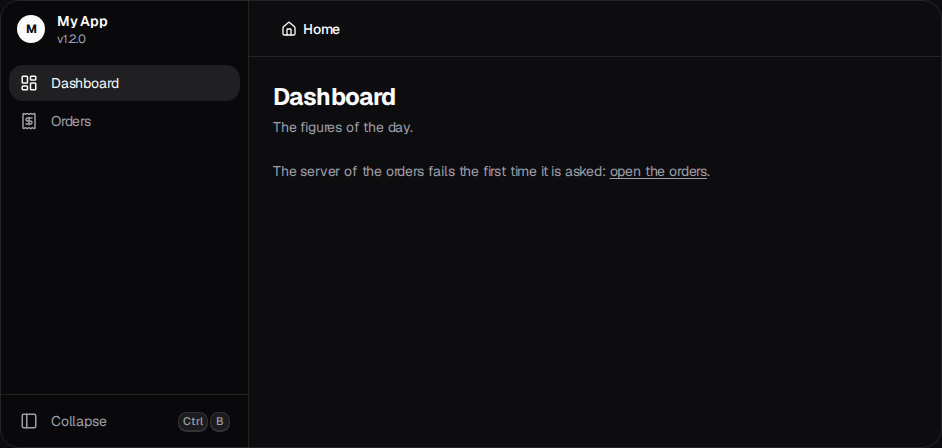 M
My App
v1.2.0
Dashboard
Orders
Collapse
Ctrl B
Home
Dashboard
The figures of the day.
The server of the orders fails the first time it is asked: open the orders.